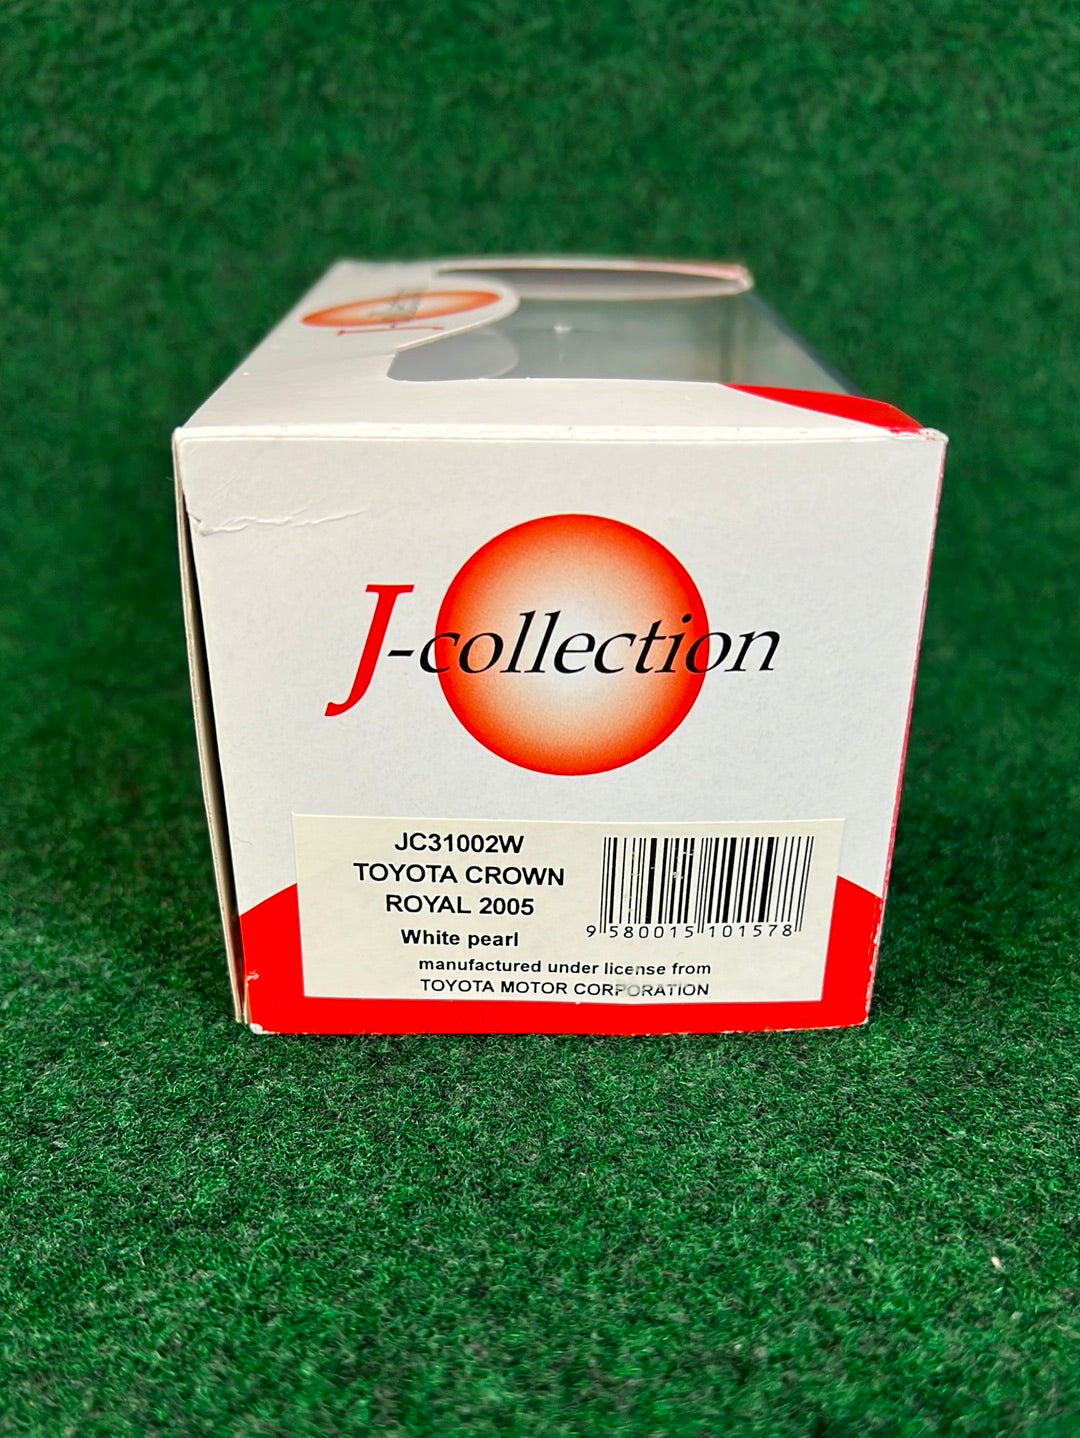 J-collection
JC31002W
TOYOTA CROWN
ROYAL 2005
White pearl
9 580015 101578
manufactured under license from
TOYOTA MOTOR CORPORATION